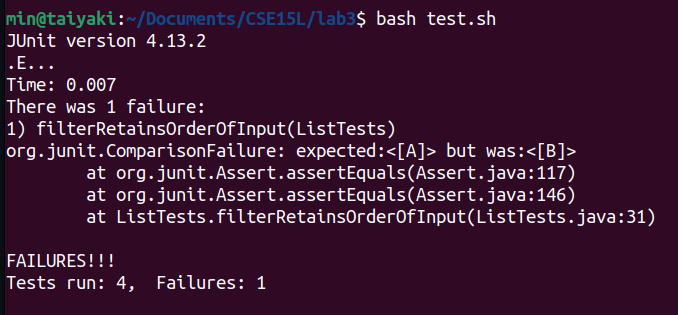 min@taiyaki:~/Documents/CSE15L/lab3$ bash test.sh
JUnit version 4.13.2
.E...
Time: 0.007
There was 1 failure:
1) filterRetainsOrderOfInput(ListTests)
org.junit.ComparisonFailure: expected:<[A]> but was:<[B]>
        at org.junit.Assert.assertEquals(Assert.java:117)
        at org.junit.Assert.assertEquals(Assert.java:146)
        at ListTests.filterRetainsOrderOfInput(ListTests.java:31)

FAILURES!!!
Tests run: 4,  Failures: 1